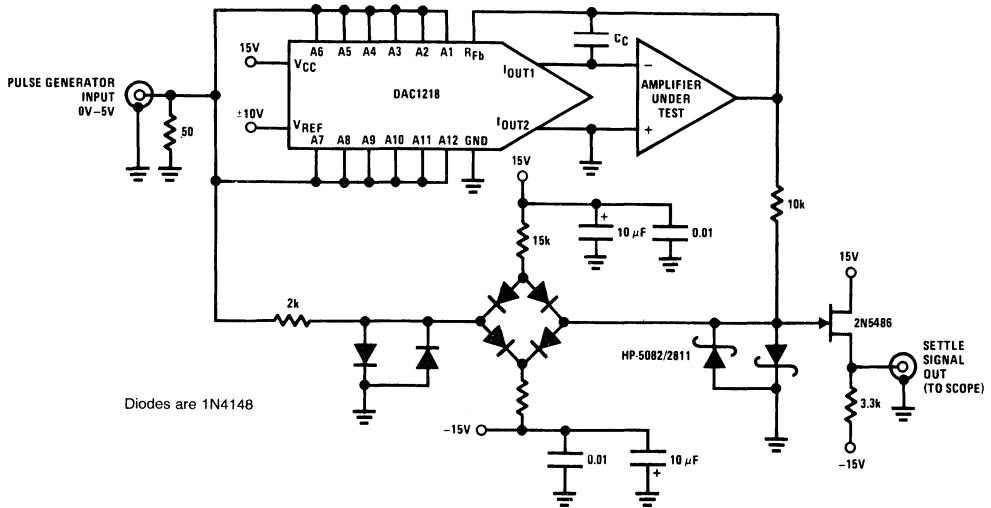 A6 A5 A4 A3 A2 A1 RFb
CC
15V
VCC
IOUT1
PULSE GENERATOR
INPUT
0V–5V
DAC1218
AMPLIFIER
UNDER
TEST
–
+
50
±10V
VREF
IOUT2
A7 A8 A9 A10 A11 A12 GND
15V
10k
+
10 μF
0.01
15k
15V
2k
2N5486
HP-5082/2811
SETTLE
SIGNAL
OUT
(TO SCOPE)
Diodes are 1N4148
3.3k
–15V
0.01
10 μF
+
–15V